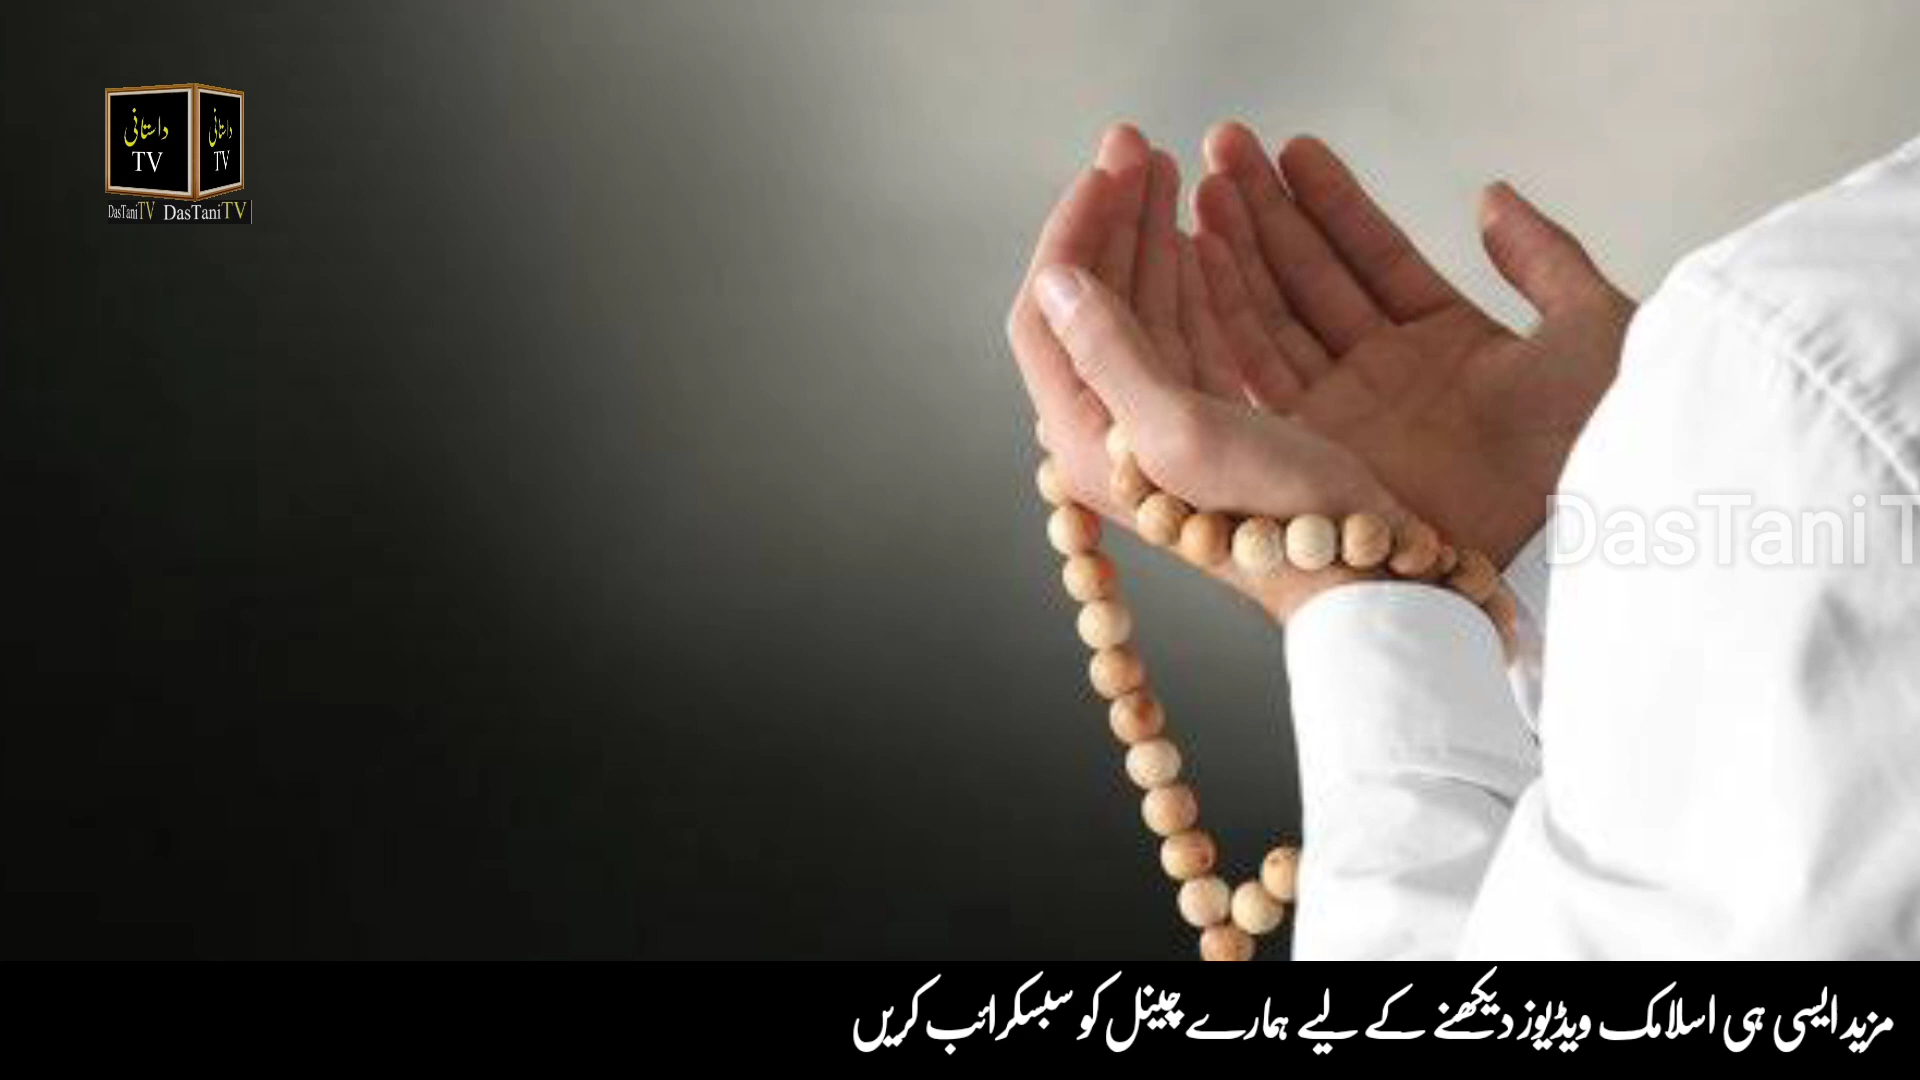 داستانی
TV
داستانی
TV
DasTaniTV DasTaniTV
DasTani T
مزید ایسی ہی اسلامک ویڈیوز دیکھنے کے لیے ہمارے چینل کو سبسکرائب کریں